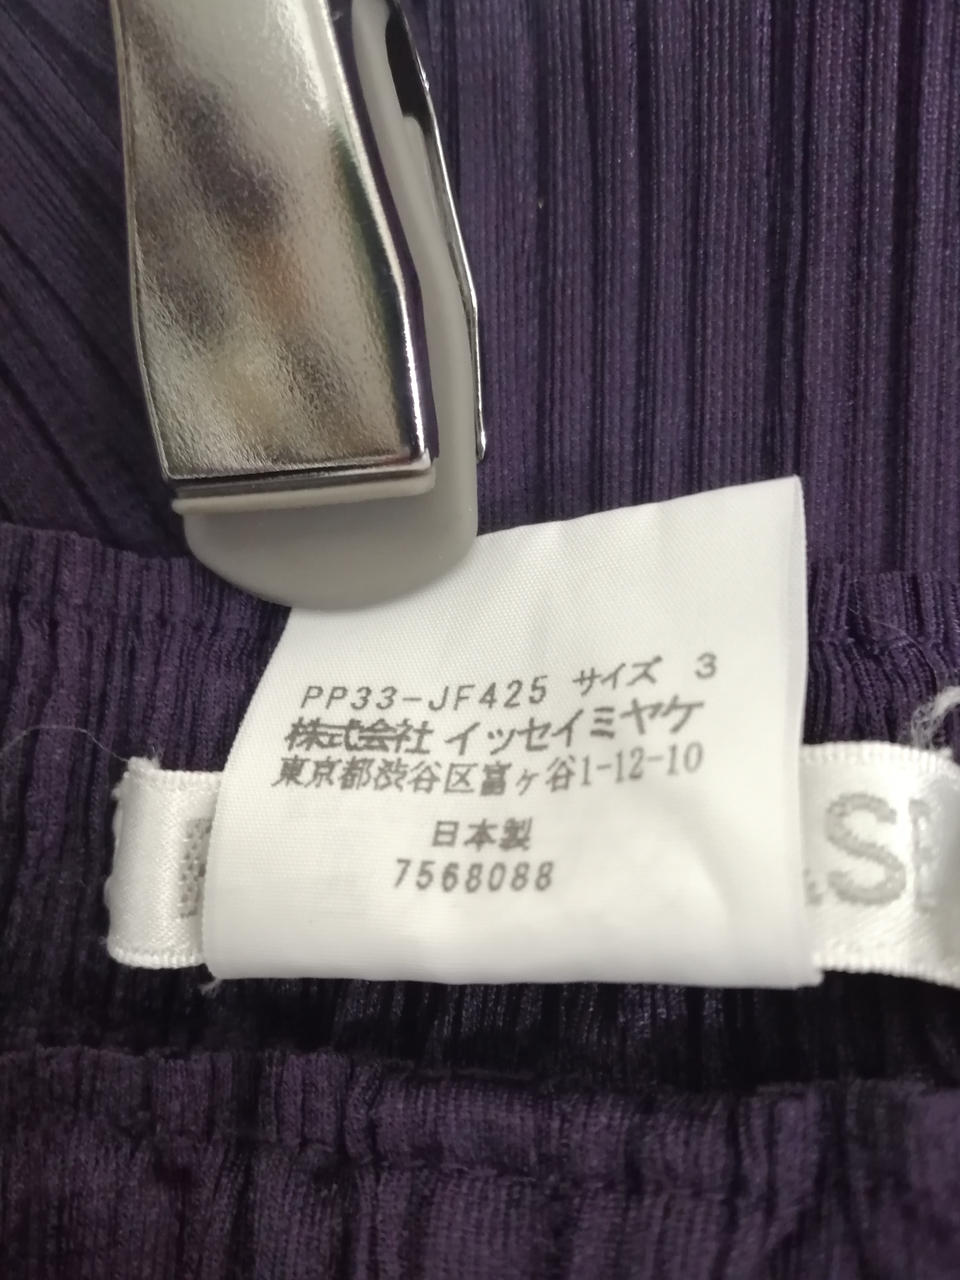 PP33-JF425 サイズ 3
株式会社 イッセイミヤケ
東京都渋谷区富ヶ谷1-12-10
日本製
7568088